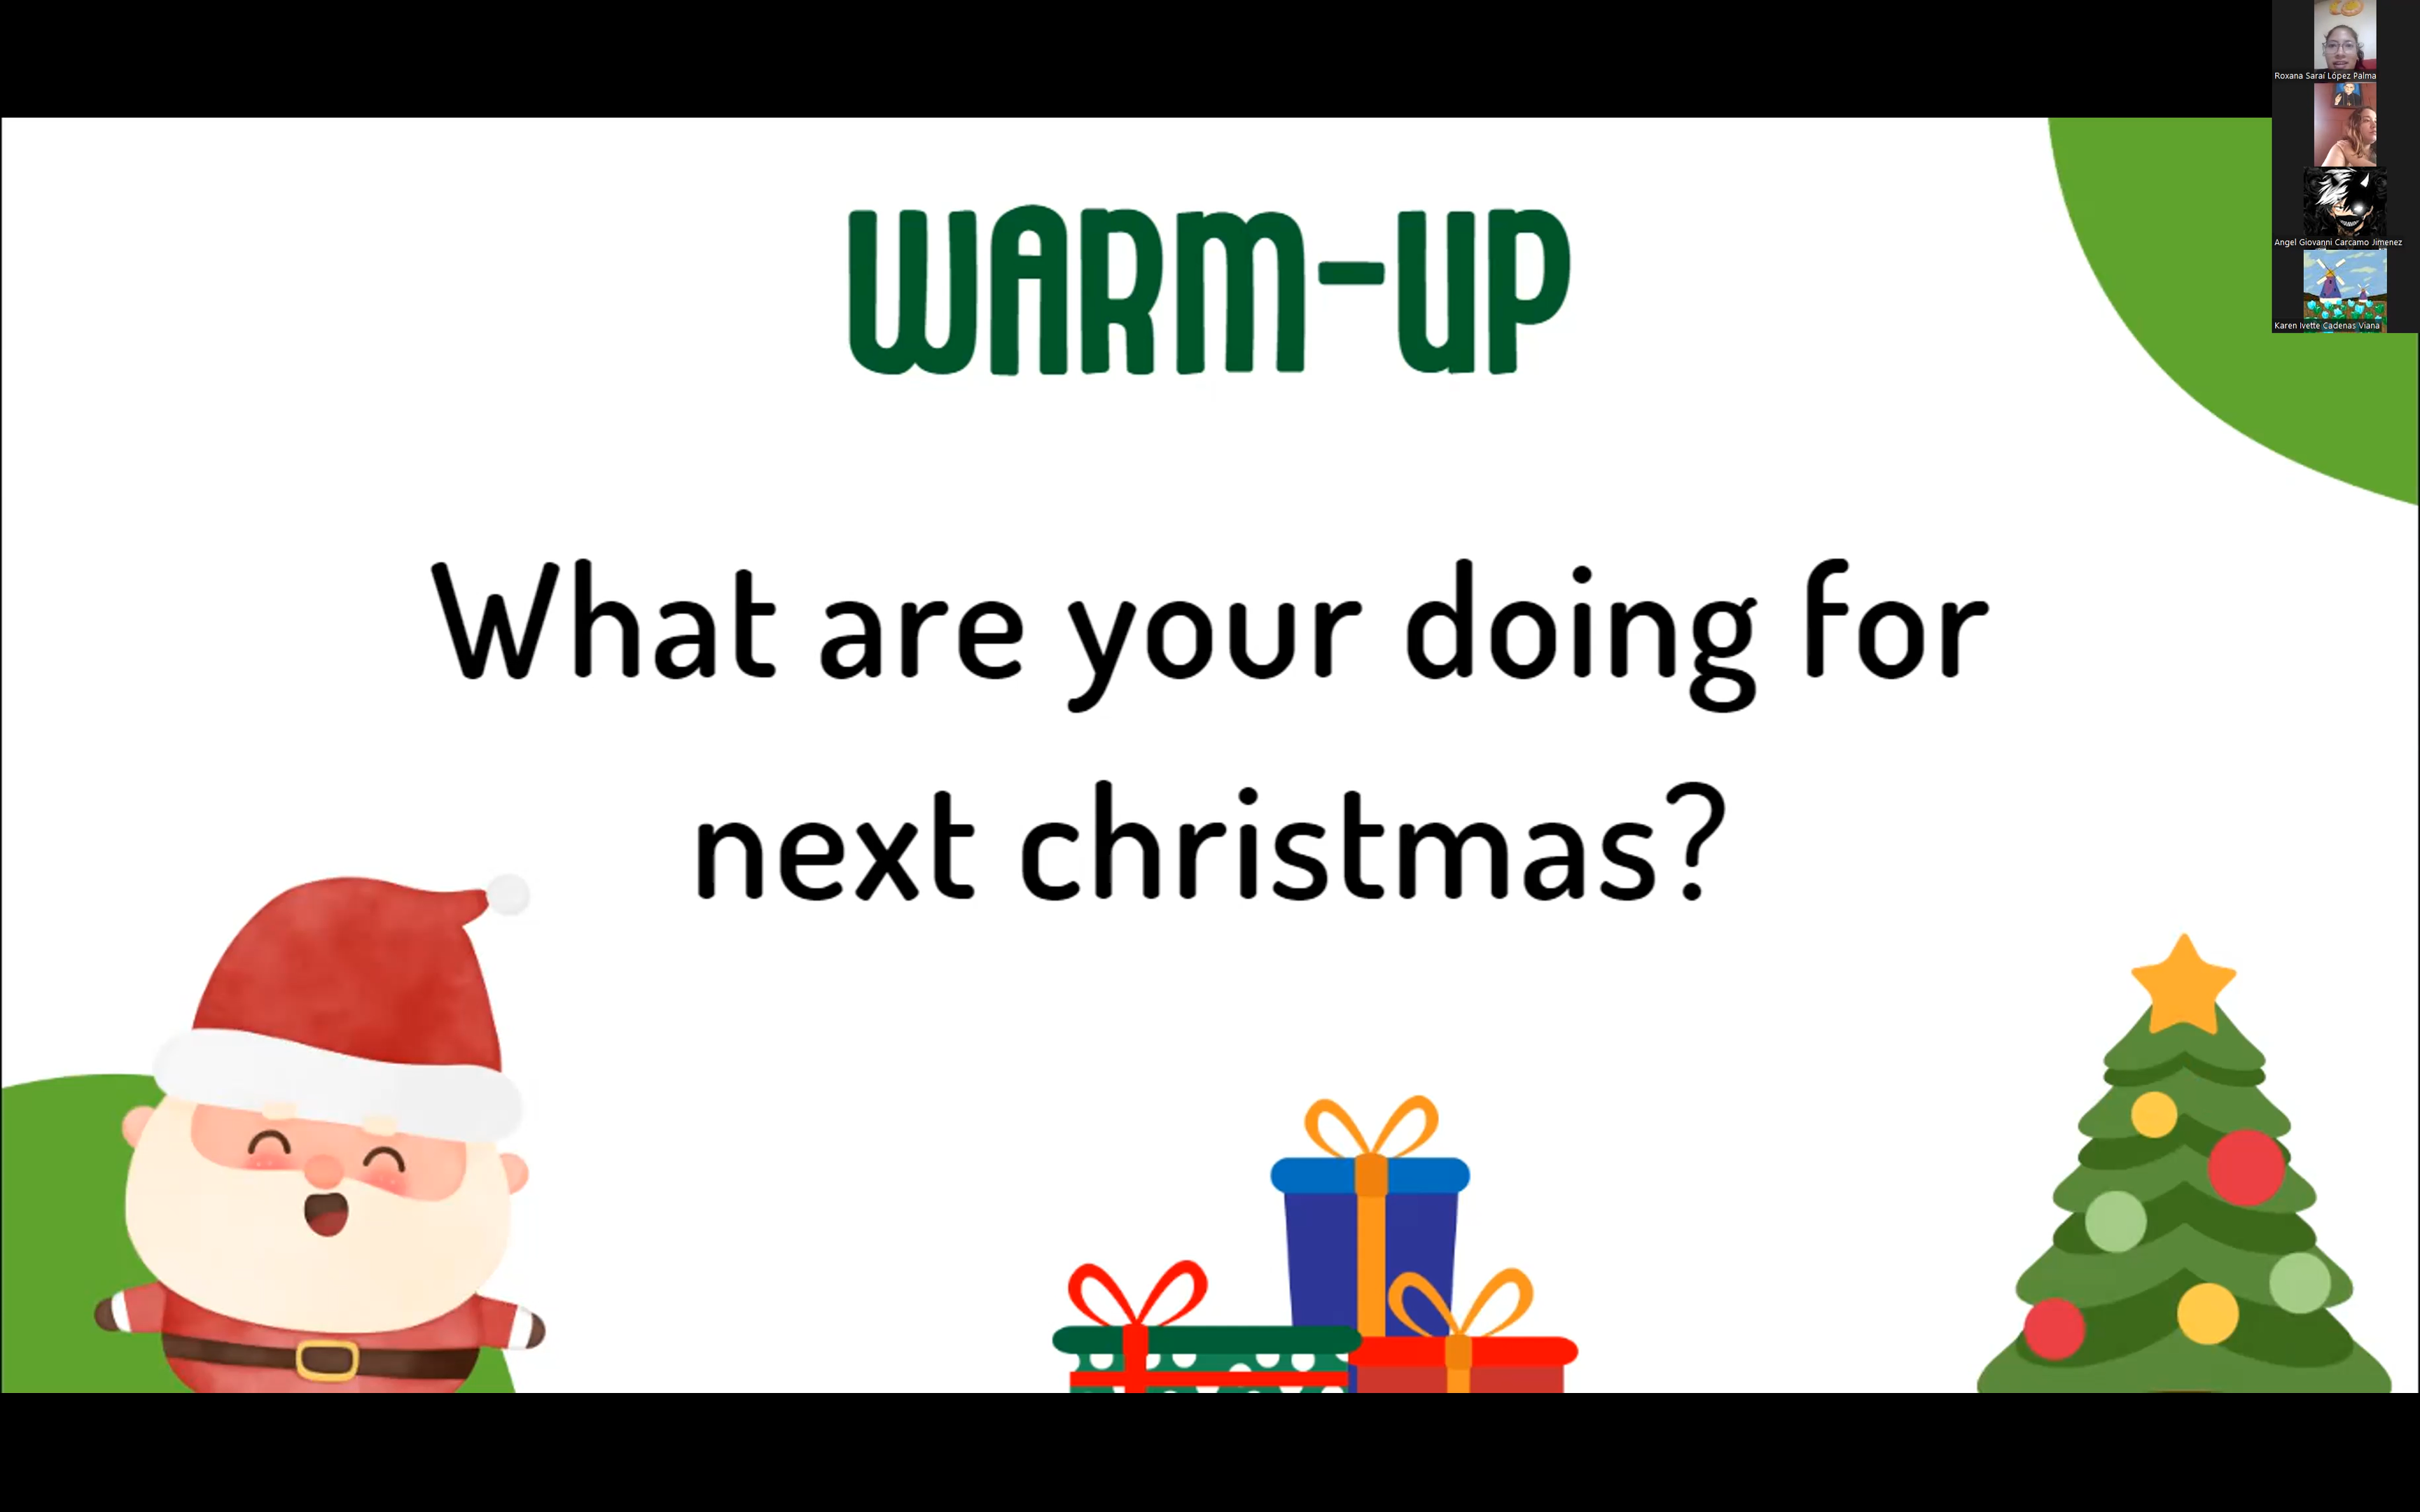 Roxana Saraí López Palma
Angel Giovanni Carcamo Jimenez
Karen Ivette Cadenas Viana
WARM-UP
What are your doing for
next christmas?